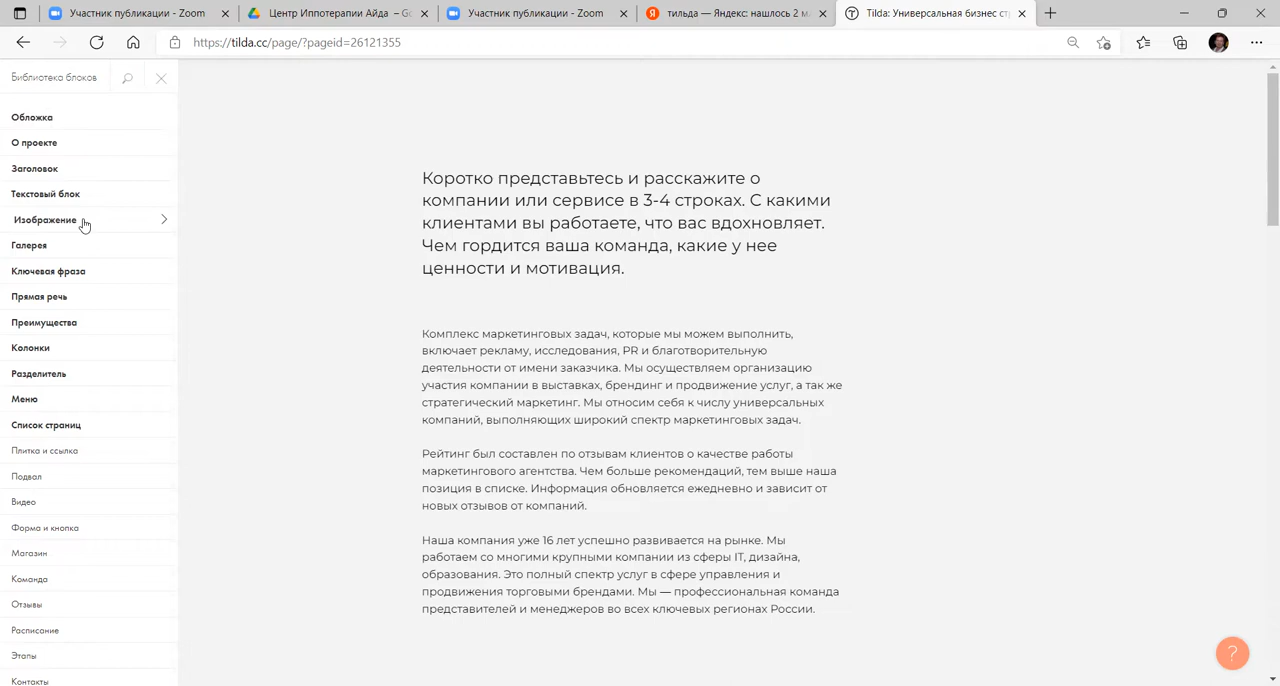 Участник публикации - Zoom
Центр Иппотерапии Айда – Go
Участник публикации - Zoom
тильда — Яндекс нашлось 2 м
Tilda: Универсальная бизнес ст
https://tilda.cc/page/?pageid=26121355
Библиотека блоков
Обложка
О проекте
Заголовок
Текстовый блок
Изображение
Галерея
Ключевая фраза
Прямая речь
Преимущества
Колонки
Разделитель
Меню
Список страниц
Плитка и ссылка
Подвал
Видео
Форма и кнопка
Магазин
Команда
Отзывы
Расписание
Этапы
Контакты
Коротко представьтесь и расскажите о
компании или сервисе в 3-4 строках. С какими
клиентами вы работаете, что вас вдохновляет.
Чем гордится ваша команда, какие у нее
ценности и мотивация.
Комплекс маркетинговых задач, которые мы можем выполнить,
включает рекламу, исследования, PR и благотворительную
деятельности от имени заказчика. Мы осуществляем организацию
участия компании в выставках, брендинг и продвижение услуг, а так же
стратегический маркетинг. Мы относим себя к числу универсальных
компаний, выполняющих широкий спектр маркетинговых задач.
Рейтинг был составлен по отзывам клиентов о качестве работы
маркетингового агентства. Чем больше рекомендаций, тем выше наша
позиция в списке. Информация обновляется ежедневно и зависит от
новых отзывов от компаний.
Наша компания уже 16 лет успешно развивается на рынке. Мы
работаем со многими крупными компании из сферы IT, дизайна,
образования. Это полный спектр услуг в сфере управления и
продвижения торговыми брендами. Мы — профессиональная команда
представителей и менеджеров во всех ключевых регионах России.
?